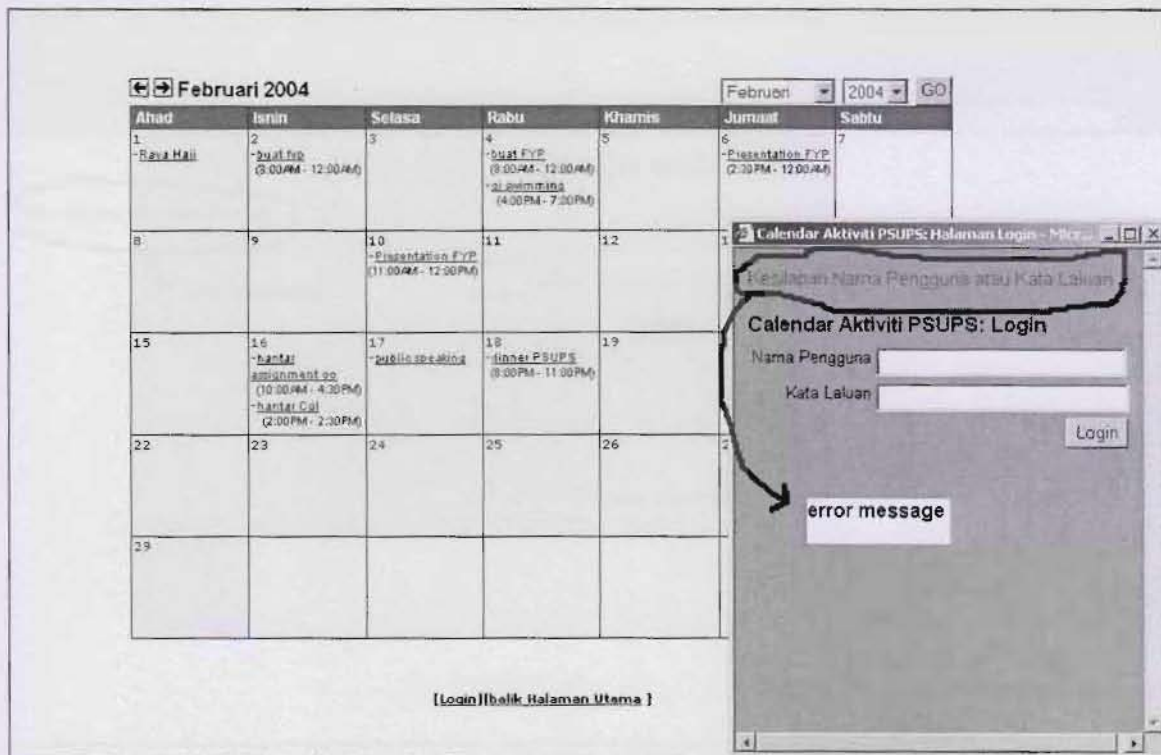 Februari 2004
Februari 2004 GO
Ahad Isnin Selasa Rabu Khamis Jumaat Sabtu
1 2 3 4 5 6 7
-Raya Haji
-buat fyp
(8:00AM - 12:00AM)
-buat FYP
(8:00AM - 12:00AM)
-gi swimming
(4:00PM - 7:00PM)
-Presentation FYP
(2:30PM - 12:00AM)
8 9 10 11 12
-Presentation FYP
(11:00AM - 12:00PM)
15 16 17 18 19
-hantar
assignment oo
(10:00AM - 4:30PM)
-hantar CGI
(2:00PM - 2:30PM)
-public speaking
-dinner PSUPS
(8:00PM - 11:00PM)
22 23 24 25 26
29
[Login][balik Halaman Utama ]
Calendar Aktiviti PSUPS: Halaman Login - Micr...
Kesilapan Nama Pengguna atau Kata Laluan
Calendar Aktiviti PSUPS: Login
Nama Pengguna
Kata Laluan
Login
error message